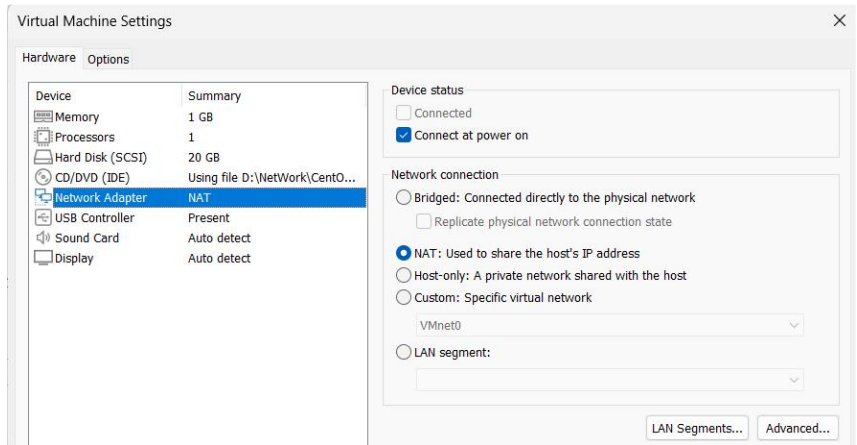 Virtual Machine Settings
Hardware Options
Device Summary
Memory 1 GB
Processors 1
Hard Disk (SCSI) 20 GB
CD/DVD (IDE) Using file D:\NetWork\CentO...
Network Adapter NAT
USB Controller Present
Sound Card Auto detect
Display Auto detect
Device status
Connected
Connect at power on
Network connection
Bridged: Connected directly to the physical network
Replicate physical network connection state
NAT: Used to share the host's IP address
Host-only: A private network shared with the host
Custom: Specific virtual network
VMnet0
LAN segment:
LAN Segments... Advanced...